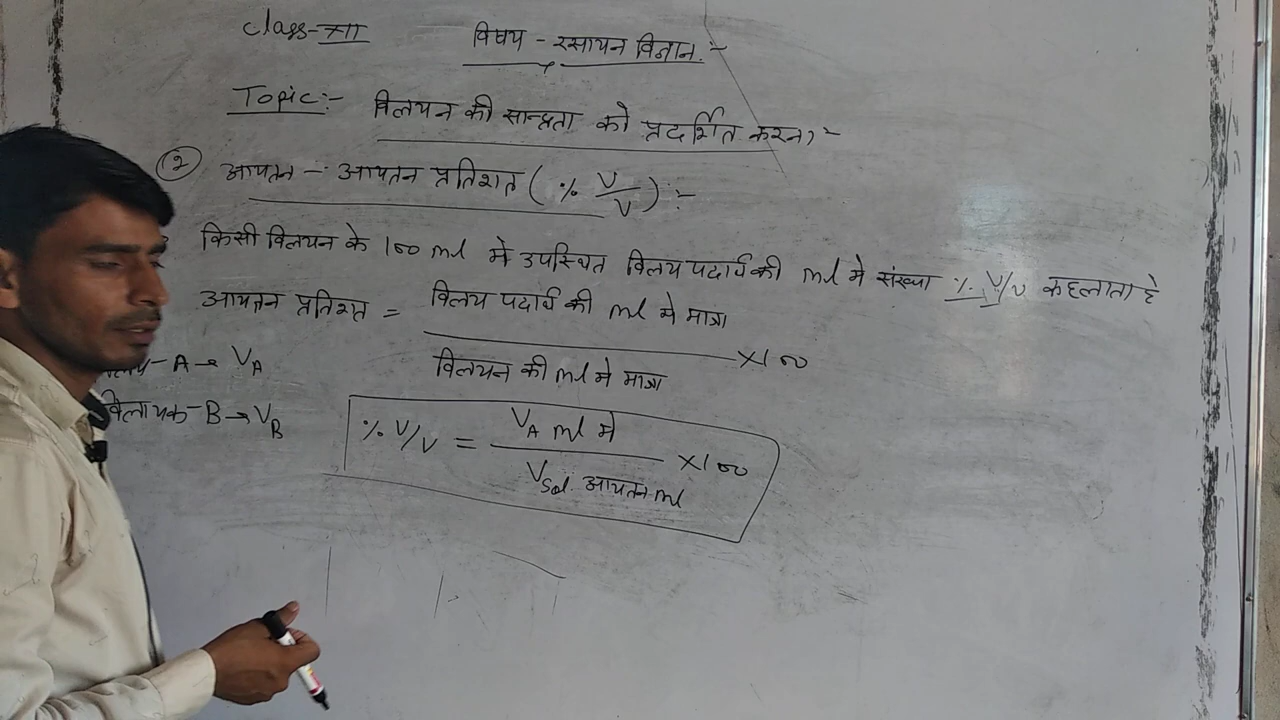 Class-XII
विषय - रसायन विज्ञान :-
Topic:- विलयन की सान्द्रता को प्रदर्शित करना :-
② आयतन - आयतन प्रतिशत ( % V/V ) :-
किसी विलयन के 100 ml मे उपस्थित विलय पदार्थ की ml मे संख्या % V/V कहलाता हे
आयतन प्रतिशत = विलय पदार्थ की ml मे मात्रा
विलयन की ml मे मात्रा ×100
A → VA
विलायक - B → VB
% V/V = VA ml मे
VSol. आयतन ml ×100